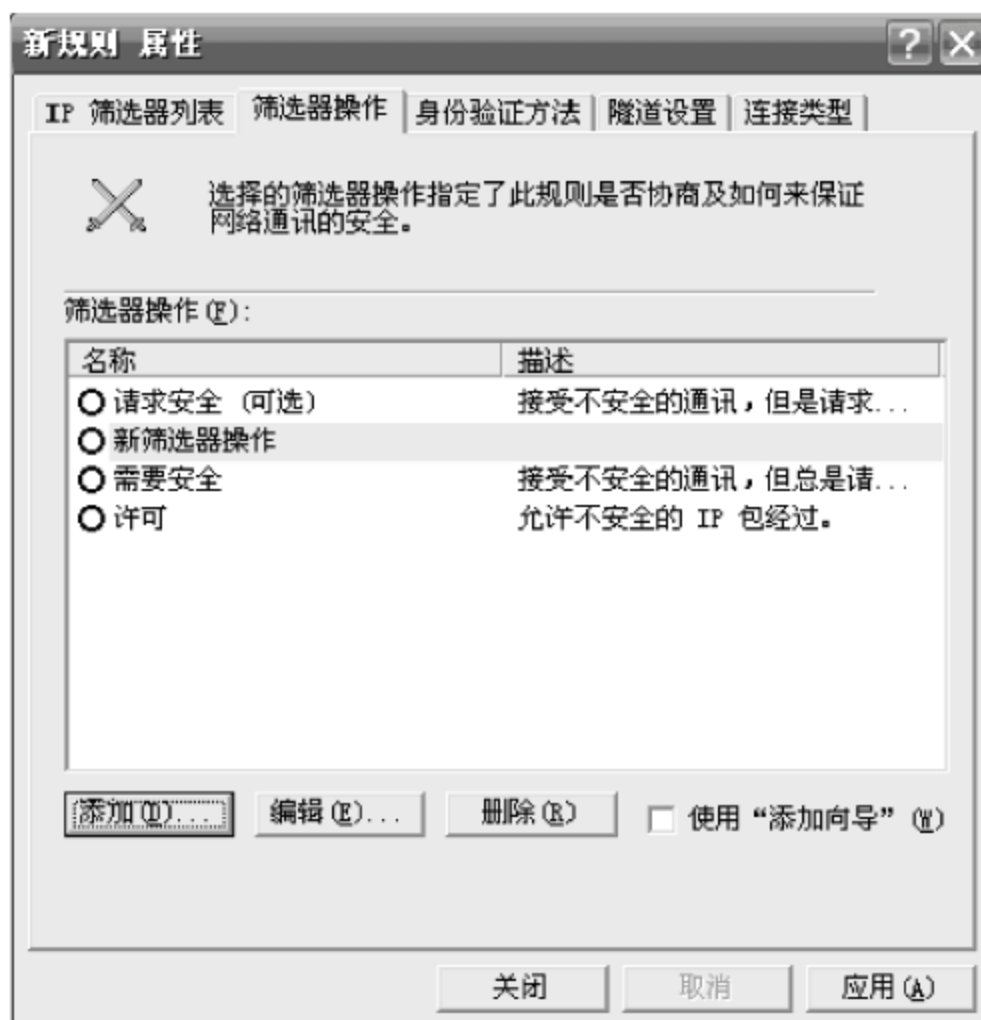 新规则 属性
IP 筛选器列表 筛选器操作 身份验证方法 隧道设置 连接类型
选择的筛选器操作指定了此规则是否协商及如何来保证
网络通讯的安全。
筛选器操作(F):
名称 描述
请求安全 (可选) 接受不安全的通讯，但是请求...
新筛选器操作
需要安全 接受不安全的通讯，但总是请...
许可 允许不安全的 IP 包经过。
添加(D)... 编辑(E)... 删除(R) 使用“添加向导”(W)
关闭 取消 应用(A)